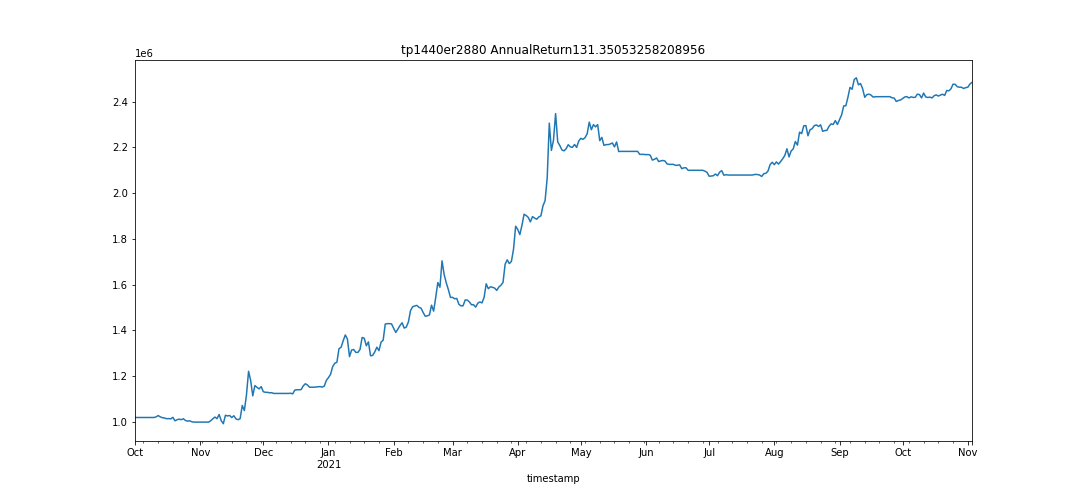 tp1440er2880 AnnualReturn131.35053258208956
1e6
2.4
2.2
2.0
1.8
1.6
1.4
1.2
1.0
Oct Nov Dec Jan Feb Mar Apr May Jun Jul Aug Sep Oct Nov
2021
timestamp